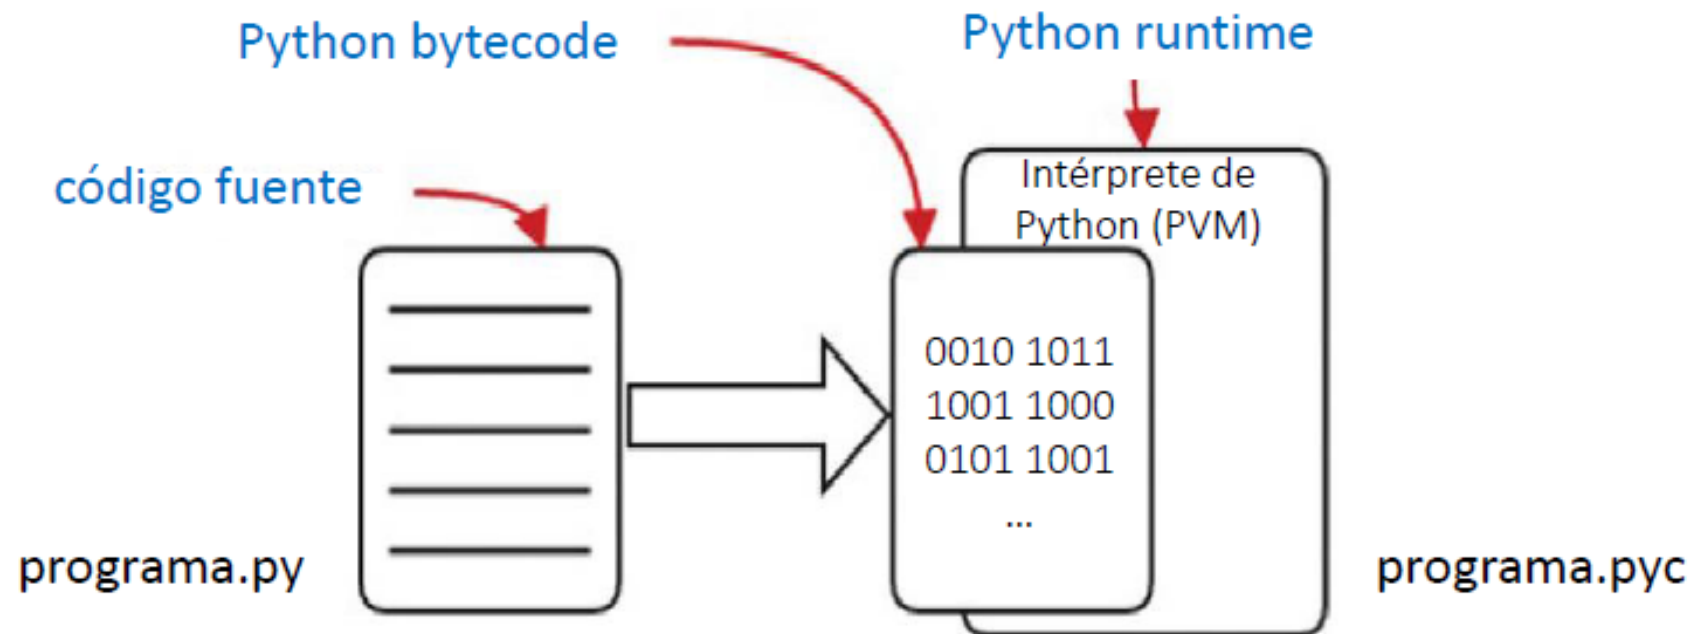 Python bytecode
Python runtime
código fuente
Intérprete de
Python (PVM)
0010 1011
1001 1000
0101 1001
...
programa.py
programa.pyc